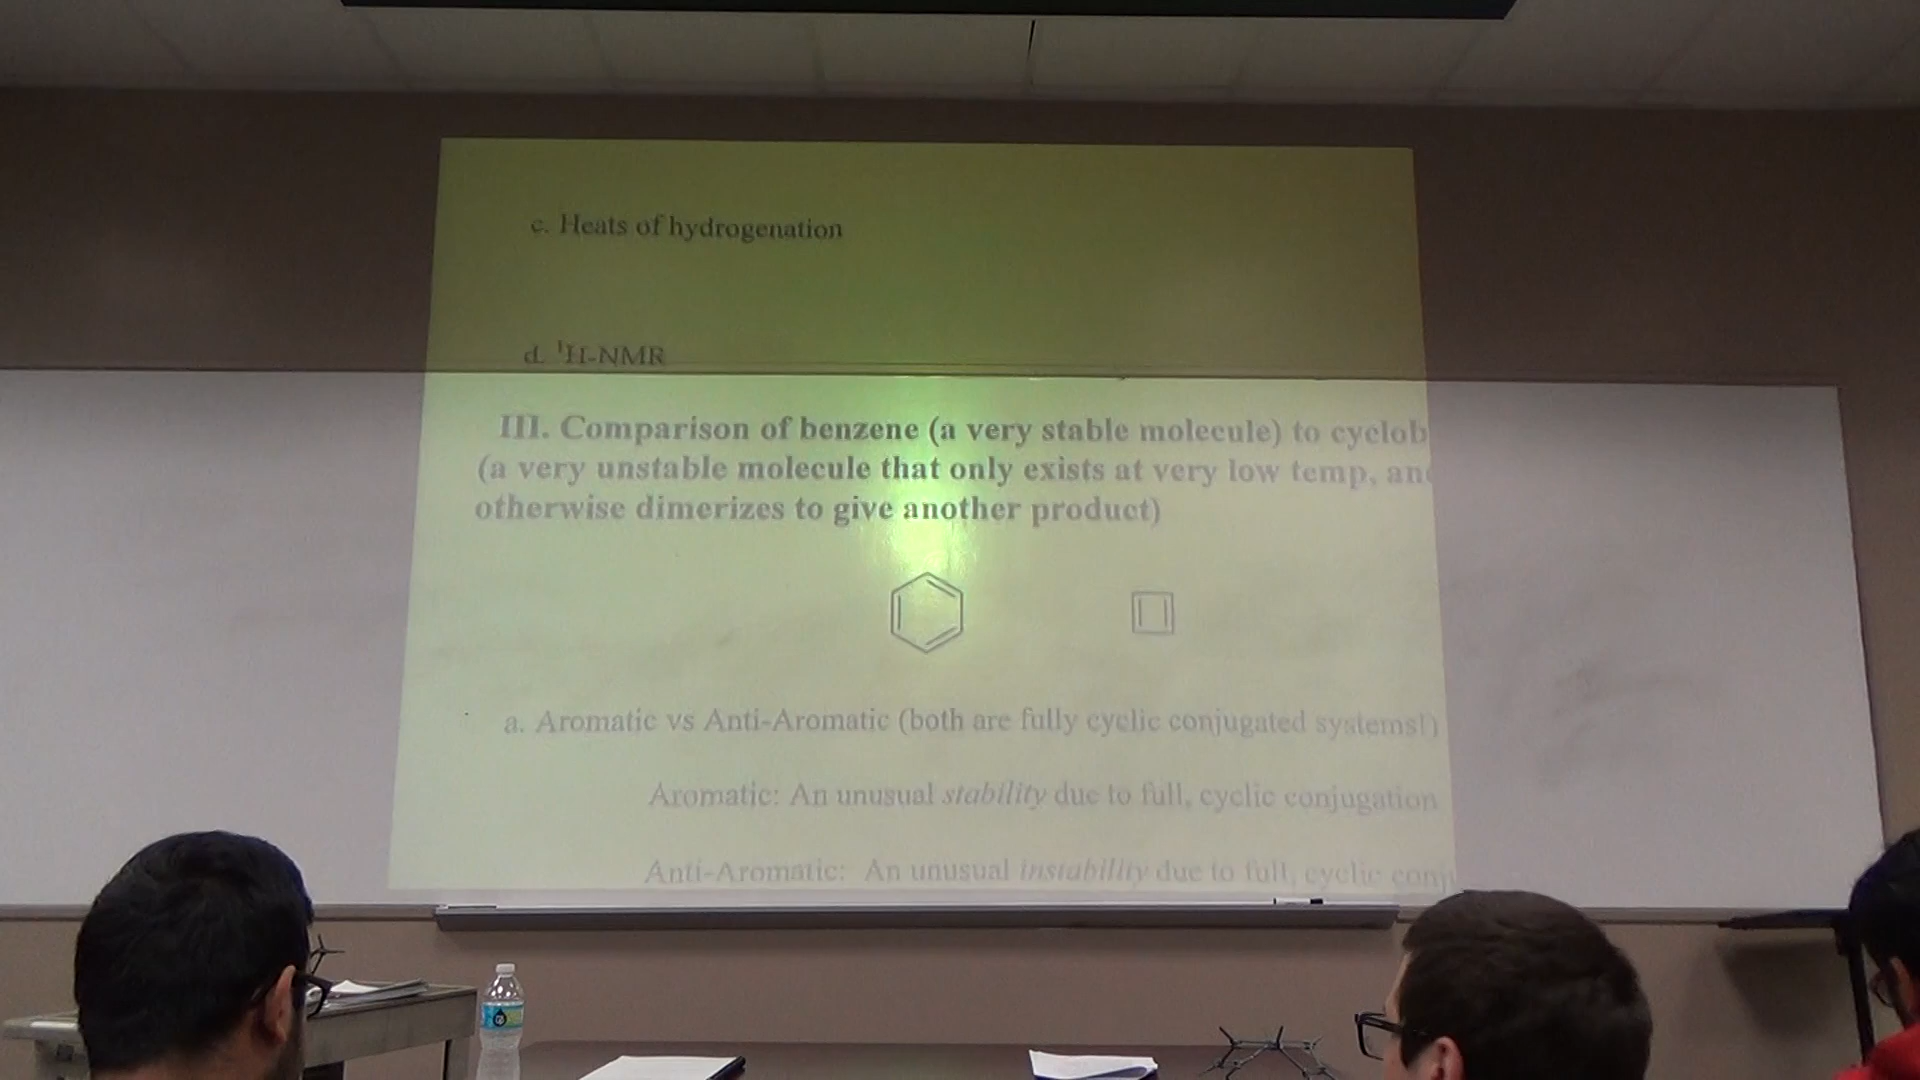 c. Heats of hydrogenation
d. ¹H-NMR
III. Comparison of benzene (a very stable molecule) to cyclob
(a very unstable molecule that only exists at very low temp, and
otherwise dimerizes to give another product)
a. Aromatic vs Anti-Aromatic (both are fully cyclic conjugated systems!)
Aromatic: An unusual stability due to full, cyclic conjugation
Anti-Aromatic: An unusual instability due to full, cyclic conj